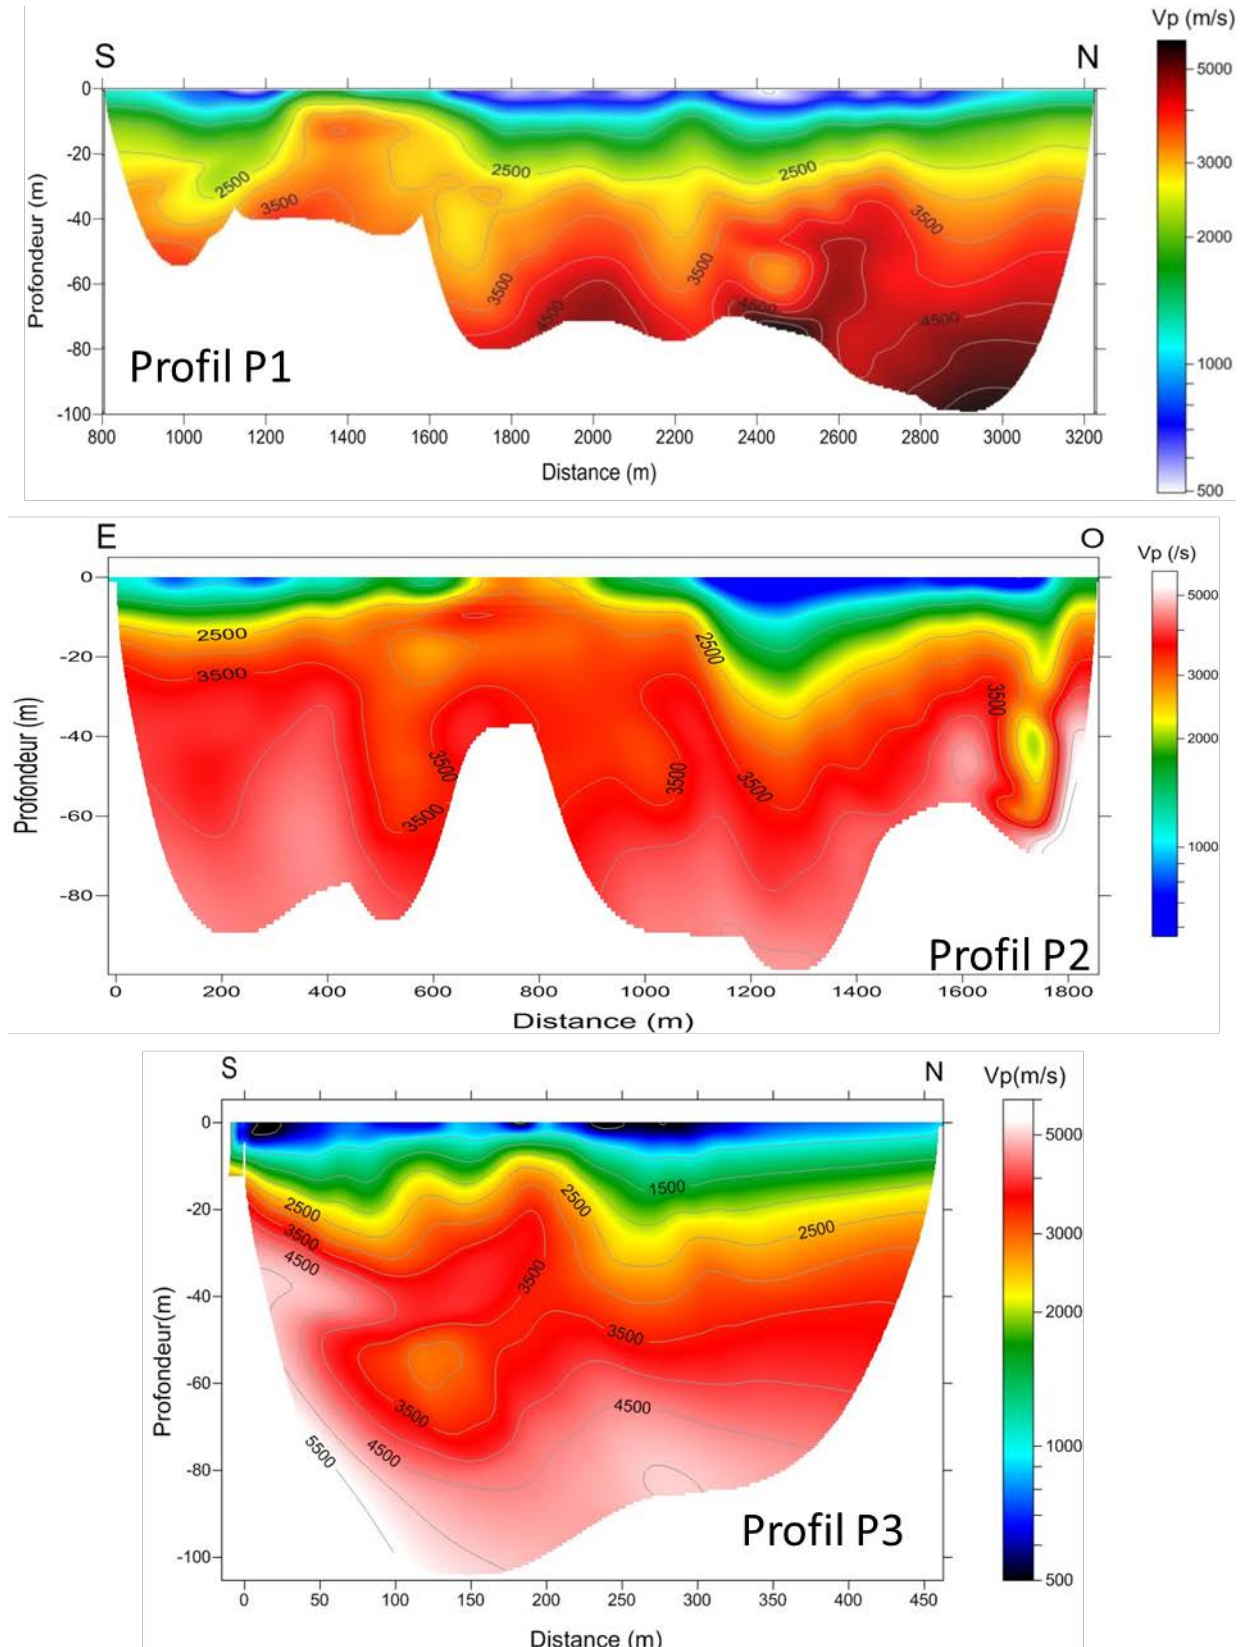 Vp (m/s)
S N
0
-20
-40
-60
-80
-100
Profondeur (m)
2500 3500 2500 3500 4500 3500 4500 2500 3500 4500
Profil P1
800 1000 1200 1400 1600 1800 2000 2200 2400 2600 2800 3000 3200
Distance (m)
5000
3000
2000
1000
500
E O
Vp (/s)
0
-20
-40
-60
-80
Profondeur (m)
2500 3500 3500 3500 3500 2500 3500 3500
Profil P2
0 200 400 600 800 1000 1200 1400 1600 1800
Distance (m)
5000
3000
2000
1000
S N
Vp(m/s)
0
-20
-40
-60
-80
-100
Profondeur(m)
2500 3500 4500 3500 4500 5500 3500 2500 1500 2500 3500 4500
Profil P3
0 50 100 150 200 250 300 350 400 450
Distance (m)
5000
3000
2000
1000
500